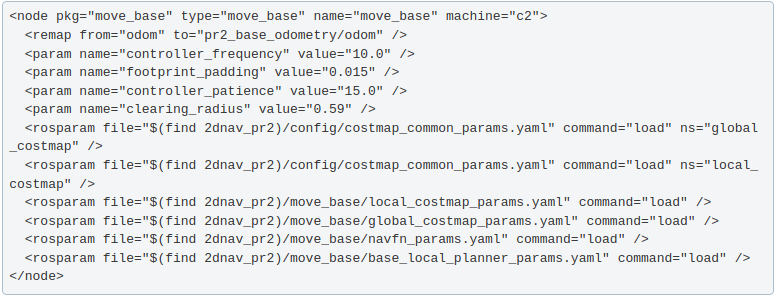 <node pkg="move_base" type="move_base" name="move_base" machine="c2">
  <remap from="odom" to="pr2_base_odometry/odom" />
  <param name="controller_frequency" value="10.0" />
  <param name="footprint_padding" value="0.015" />
  <param name="controller_patience" value="15.0" />
  <param name="clearing_radius" value="0.59" />
  <rosparam file="$(find 2dnav_pr2)/config/costmap_common_params.yaml" command="load" ns="global
_costmap" />
  <rosparam file="$(find 2dnav_pr2)/config/costmap_common_params.yaml" command="load" ns="local_
costmap" />
  <rosparam file="$(find 2dnav_pr2)/move_base/local_costmap_params.yaml" command="load" />
  <rosparam file="$(find 2dnav_pr2)/move_base/global_costmap_params.yaml" command="load" />
  <rosparam file="$(find 2dnav_pr2)/move_base/navfn_params.yaml" command="load" />
  <rosparam file="$(find 2dnav_pr2)/move_base/base_local_planner_params.yaml" command="load" />
</node>